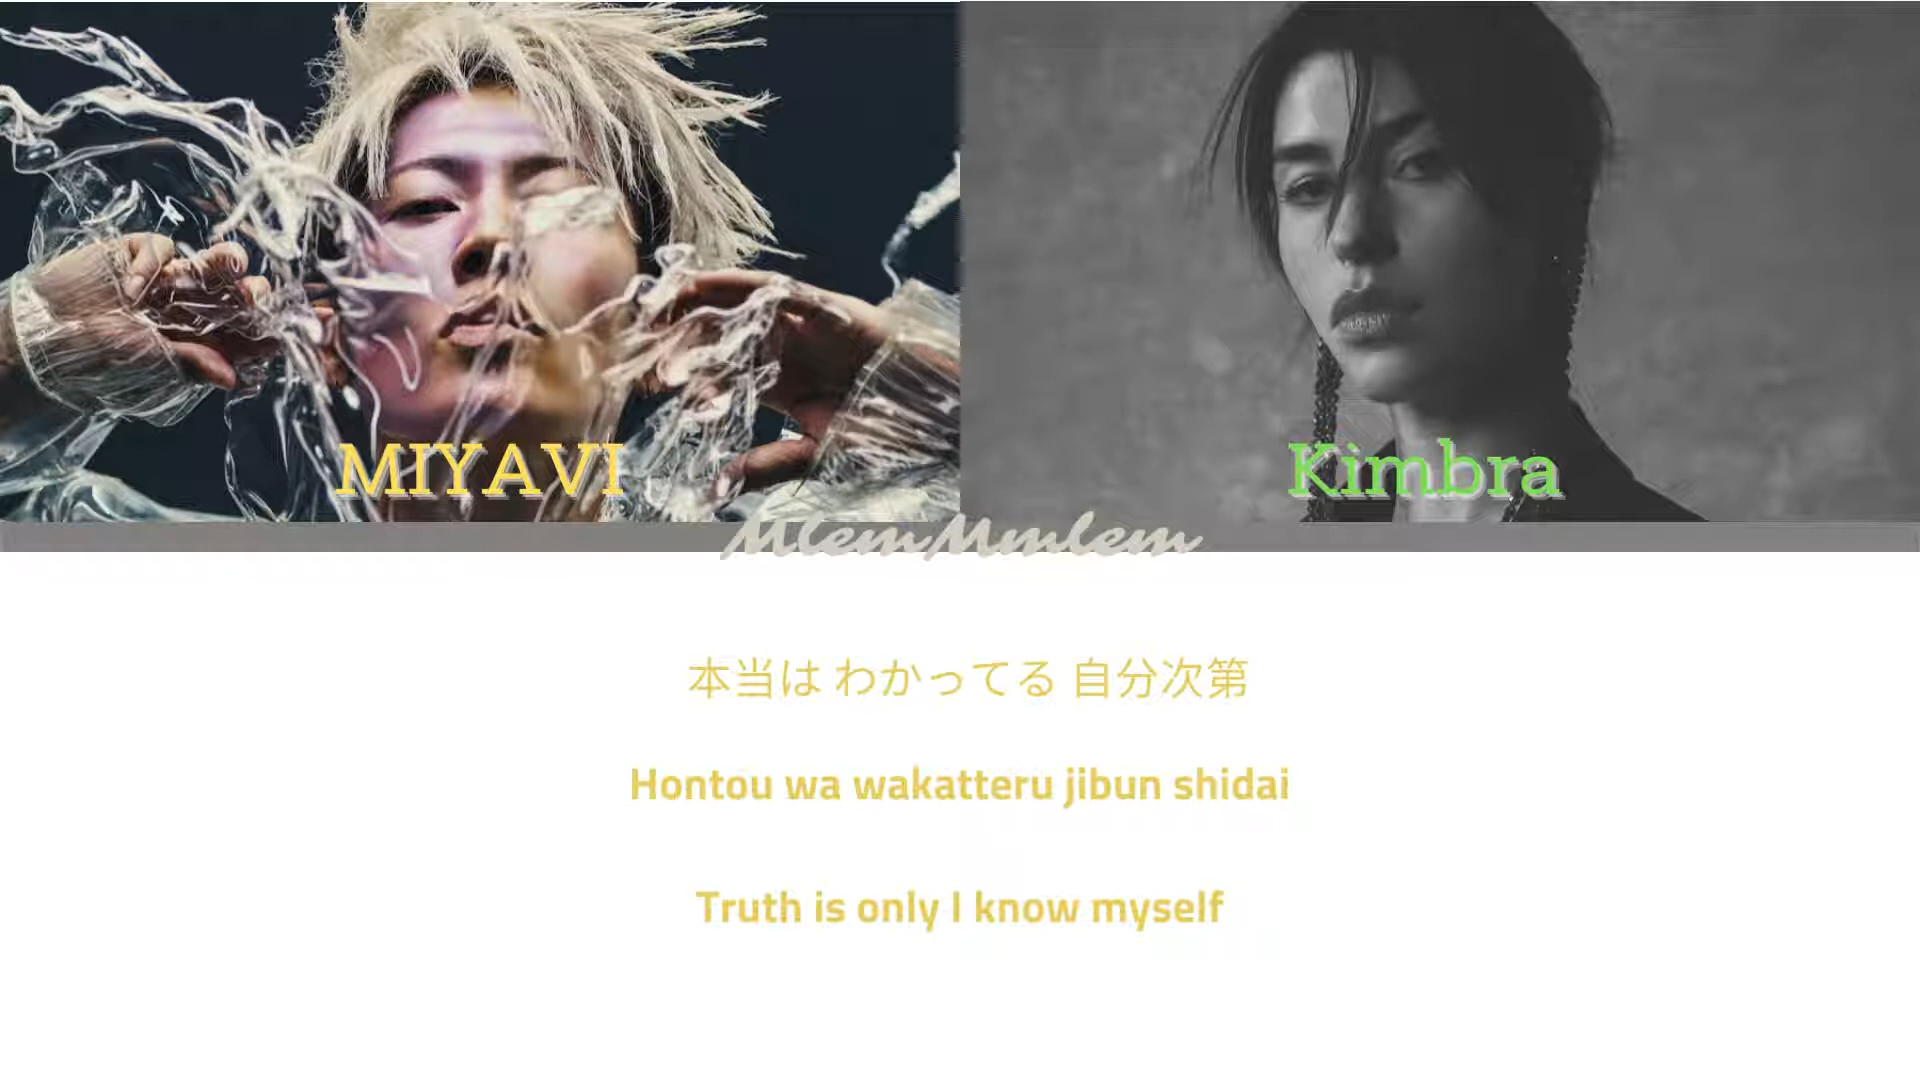 MIYAVI
Kimbra
MlemMmlem
本当は わかってる 自分次第
Hontou wa wakatteru jibun shidai
Truth is only I know myself